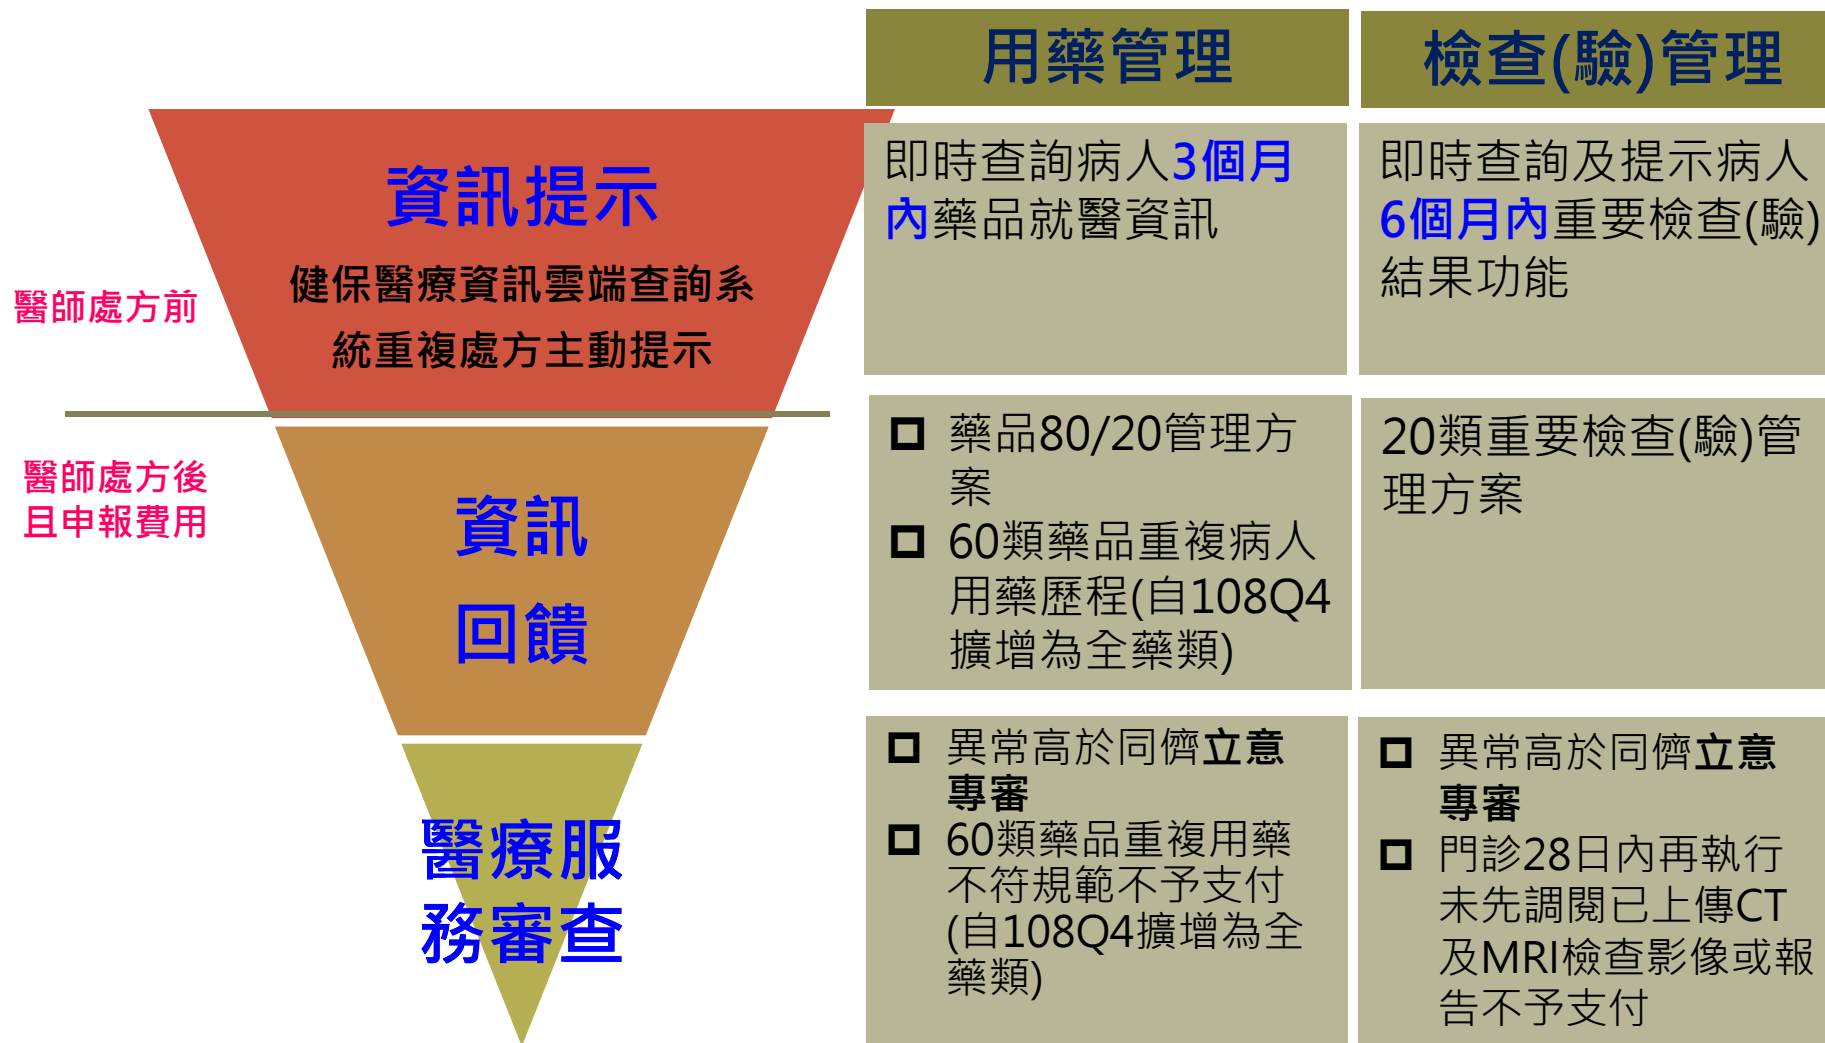 用藥管理
檢查(驗)管理
資訊提示
健保醫療資訊雲端查詢系
統重複處方主動提示
醫師處方前
即時查詢病人3個月
內藥品就醫資訊
即時查詢及提示病人
6個月內重要檢查(驗)
結果功能
醫師處方後
且申報費用
資訊
回饋
藥品80/20管理方
案
60類藥品重複病人
用藥歷程(自108Q4
擴增為全藥類)
20類重要檢查(驗)管
理方案
醫療服
務審查
異常高於同儕立意
專審
60類藥品重複用藥
不符規範不予支付
(自108Q4擴增為全
藥類)
異常高於同儕立意
專審
門診28日內再執行
未先調閱已上傳CT
及MRI檢查影像或報
告不予支付